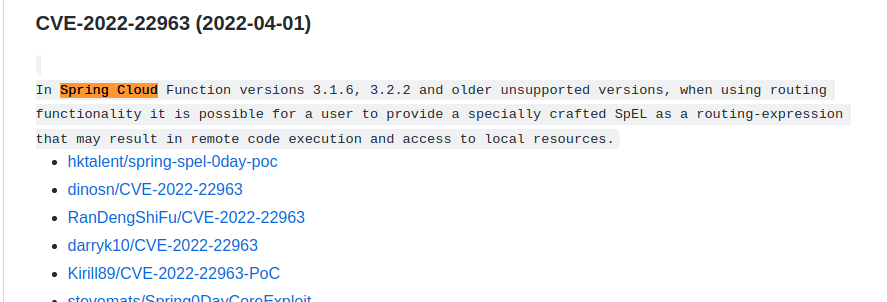 CVE-2022-22963 (2022-04-01)
In Spring Cloud Function versions 3.1.6, 3.2.2 and older unsupported versions, when using routing
functionality it is possible for a user to provide a specially crafted SpEL as a routing-expression
that may result in remote code execution and access to local resources.
hktalent/spring-spel-0day-poc
dinosn/CVE-2022-22963
RanDengShiFu/CVE-2022-22963
darryk10/CVE-2022-22963
Kirill89/CVE-2022-22963-PoC
stevemats/Spring0DayCoreExploit